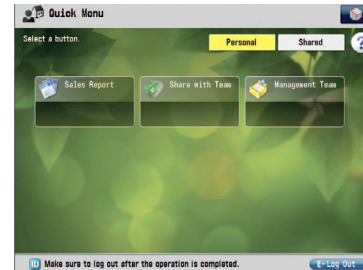 Quick Menu
Select a button.
Personal
Shared
?
Sales Report
Share with Team
Management Team
ID Make sure to log out after the operation is completed.
Log Out